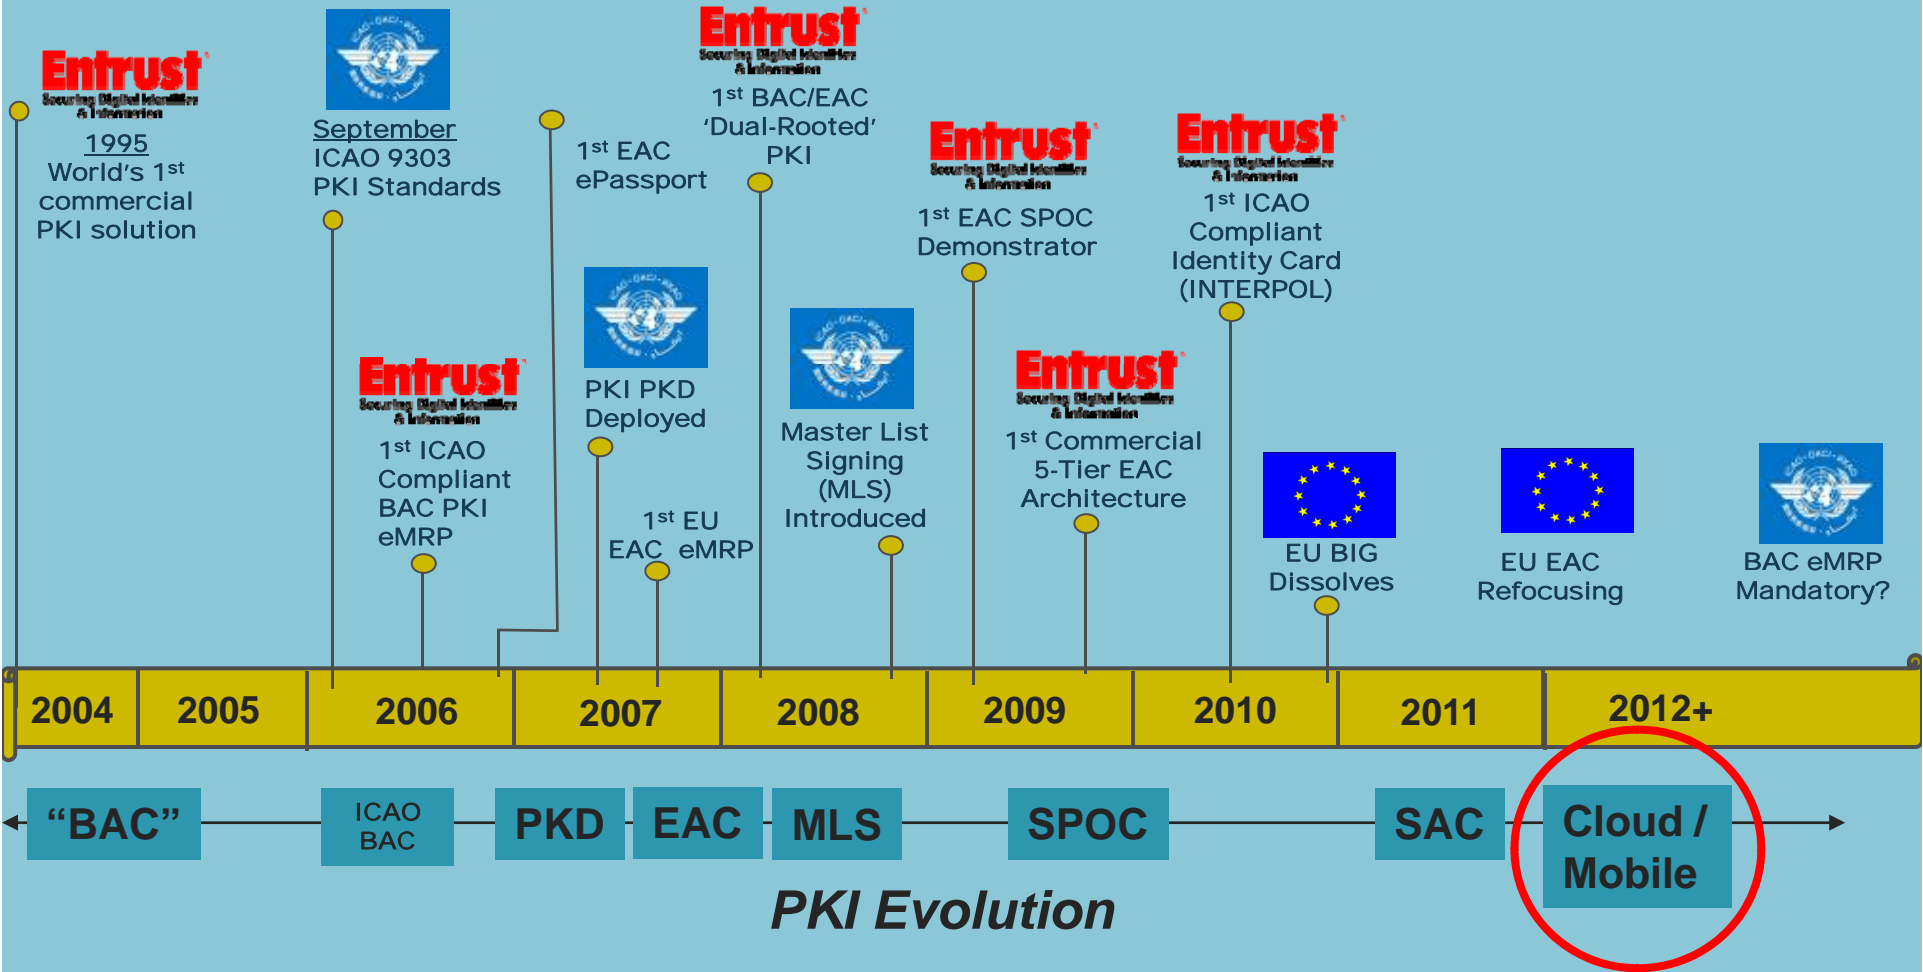 Entrust
Securing Digital Identities
& Information
1995
World's 1st
commercial
PKI solution
September
ICAO 9303
PKI Standards
Entrust
Securing Digital Identities
& Information
1st ICAO
Compliant
BAC PKI
eMRP
1st EAC
ePassport
PKI PKD
Deployed
1st EU
EAC eMRP
Entrust
Securing Digital Identities
& Information
1st BAC/EAC
‘Dual-Rooted’
PKI
Master List
Signing
(MLS)
Introduced
Entrust
Securing Digital Identities
& Information
1st EAC SPOC
Demonstrator
Entrust
Securing Digital Identities
& Information
1st Commercial
5-Tier EAC
Architecture
Entrust
Securing Digital Identities
& Information
1st ICAO
Compliant
Identity Card
(INTERPOL)
EU BIG
Dissolves
EU EAC
Refocusing
BAC eMRP
Mandatory?
2004
2005
2006
2007
2008
2009
2010
2011
2012+
“BAC”
ICAO
BAC
PKD
EAC
MLS
SPOC
SAC
Cloud /
Mobile
PKI Evolution